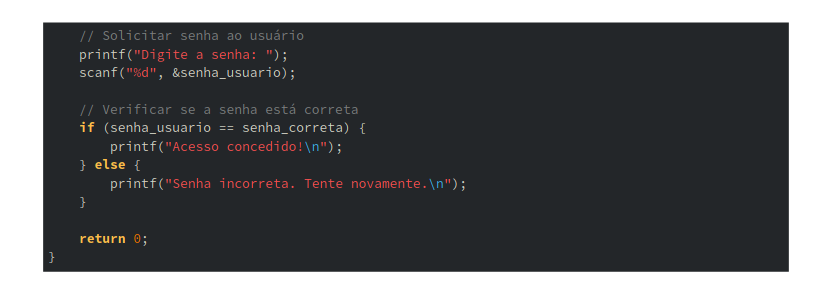 // Solicitar senha ao usuário
printf("Digite a senha: ");
scanf("%d", &senha_usuario);
// Verificar se a senha está correta
if (senha_usuario == senha_correta) {
printf("Acesso concedido!\n");
} else {
printf("Senha incorreta. Tente novamente.\n");
}
return 0;
}